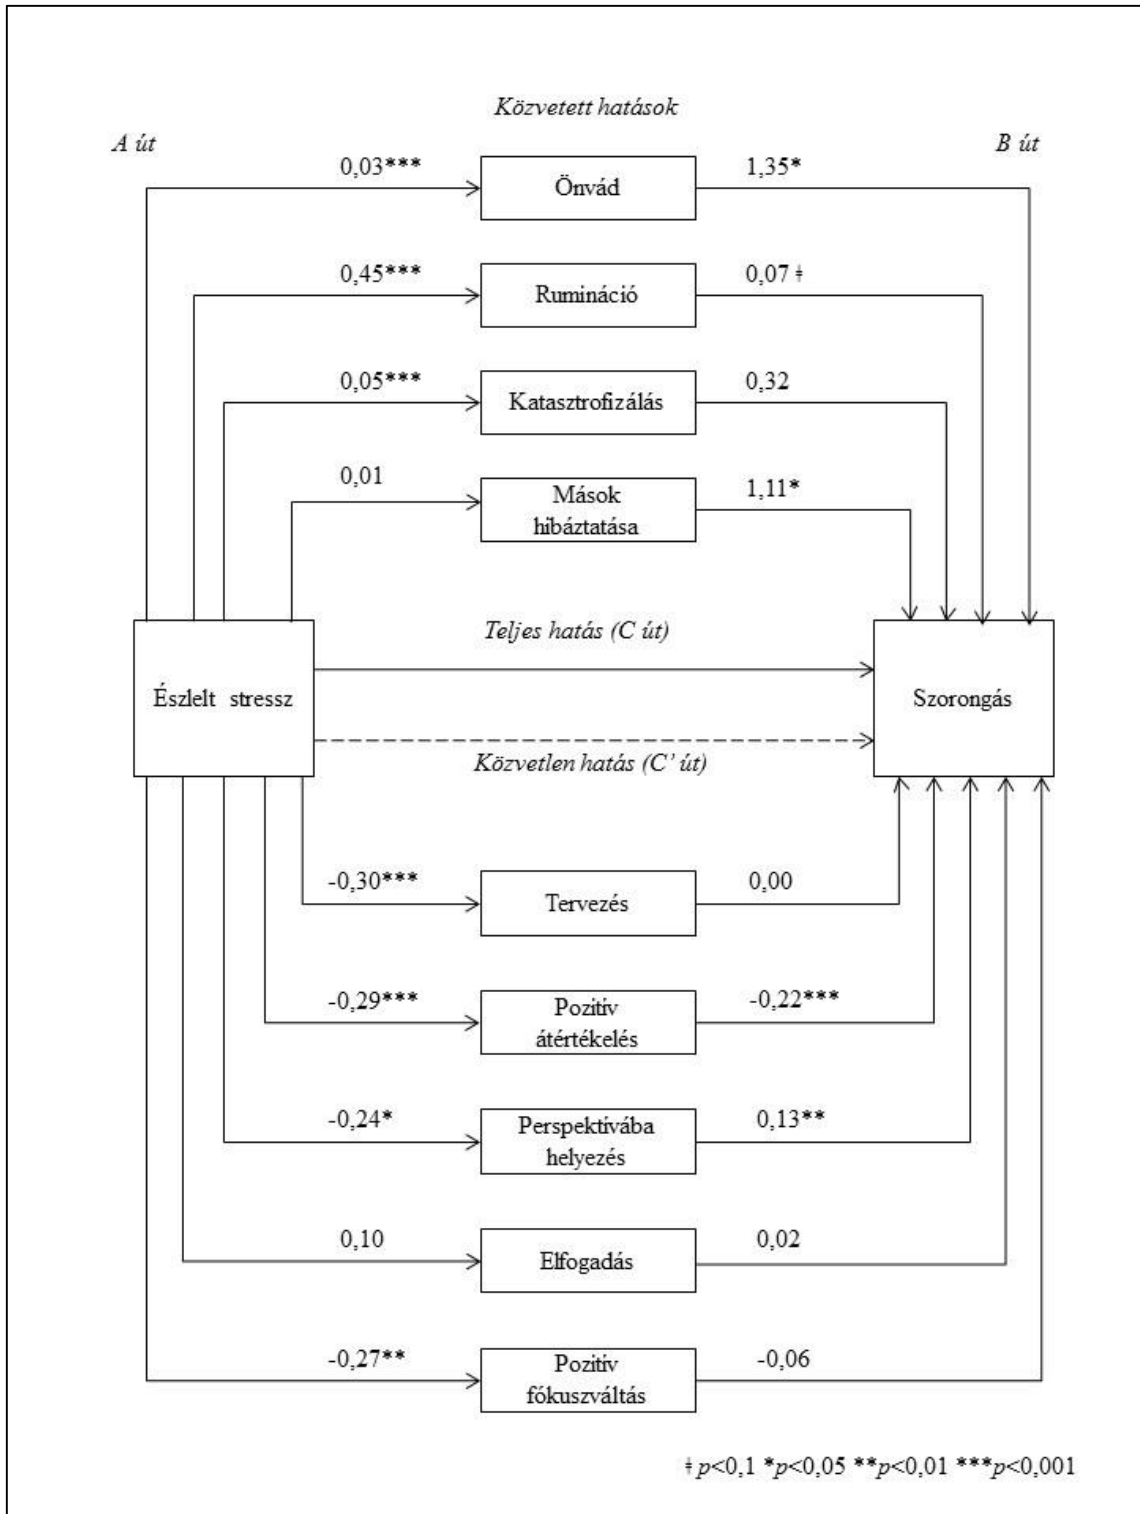 Közvetett hatások
A út
B út
0,03***
Önvád
1,35*
0,45***
Rumináció
0,07 ǂ
0,05***
Katasztrofizálás
0,32
0,01
Mások
hibáztatása
1,11*
Teljes hatás (C út)
Észlelt stressz
Szorongás
Közvetlen hatás (C’ út)
-0,30***
Tervezés
0,00
-0,29***
Pozitív
átértékelés
-0,22***
-0,24*
Perspektívába
helyezés
0,13**
0,10
Elfogadás
0,02
-0,27**
Pozitív
fókuszváltás
-0,06
ǂ p<0,1 *p<0,05 **p<0,01 ***p<0,001